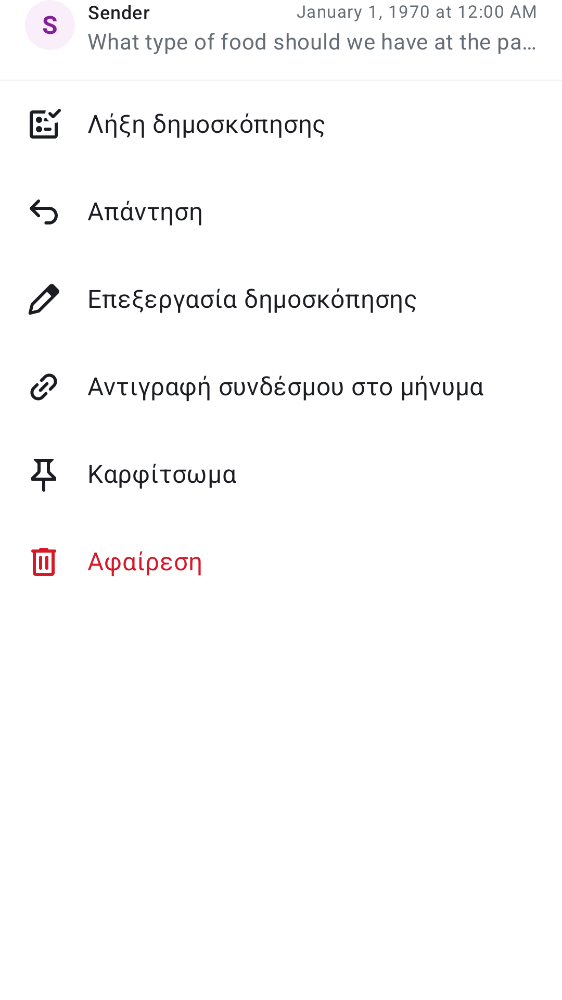 S
Sender
January 1, 1970 at 12:00 AM
What type of food should we have at the pa…
Λήξη δημοσκόπησης
Απάντηση
Επεξεργασία δημοσκόπησης
Αντιγραφή συνδέσμου στο μήνυμα
Καρφίτσωμα
Αφαίρεση